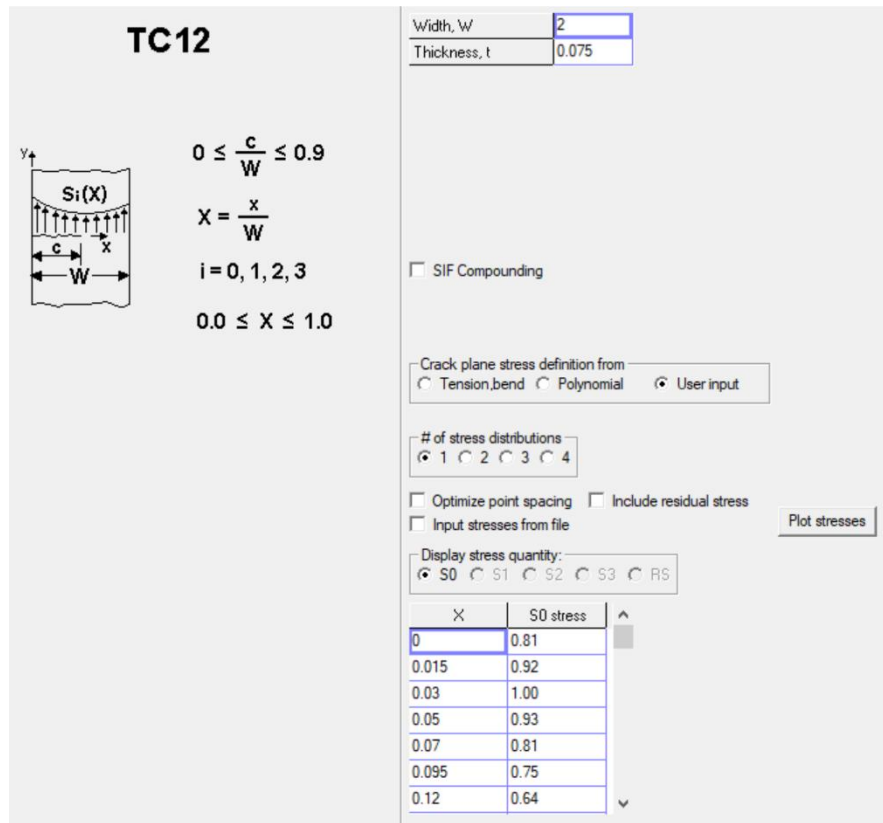 TC12
0 ≤ c/W ≤ 0.9
X = x/W
i = 0, 1, 2, 3
0.0 ≤ X ≤ 1.0
y
Si(X)
c x
W
Width, W 2
Thickness, t 0.075
SIF Compounding
Crack plane stress definition from
Tension,bend Polynomial User input
# of stress distributions
1 2 3 4
Optimize point spacing Include residual stress
Input stresses from file Plot stresses
Display stress quantity:
S0 S1 S2 S3 RS
X S0 stress
0 0.81
0.015 0.92
0.03 1.00
0.05 0.93
0.07 0.81
0.095 0.75
0.12 0.64